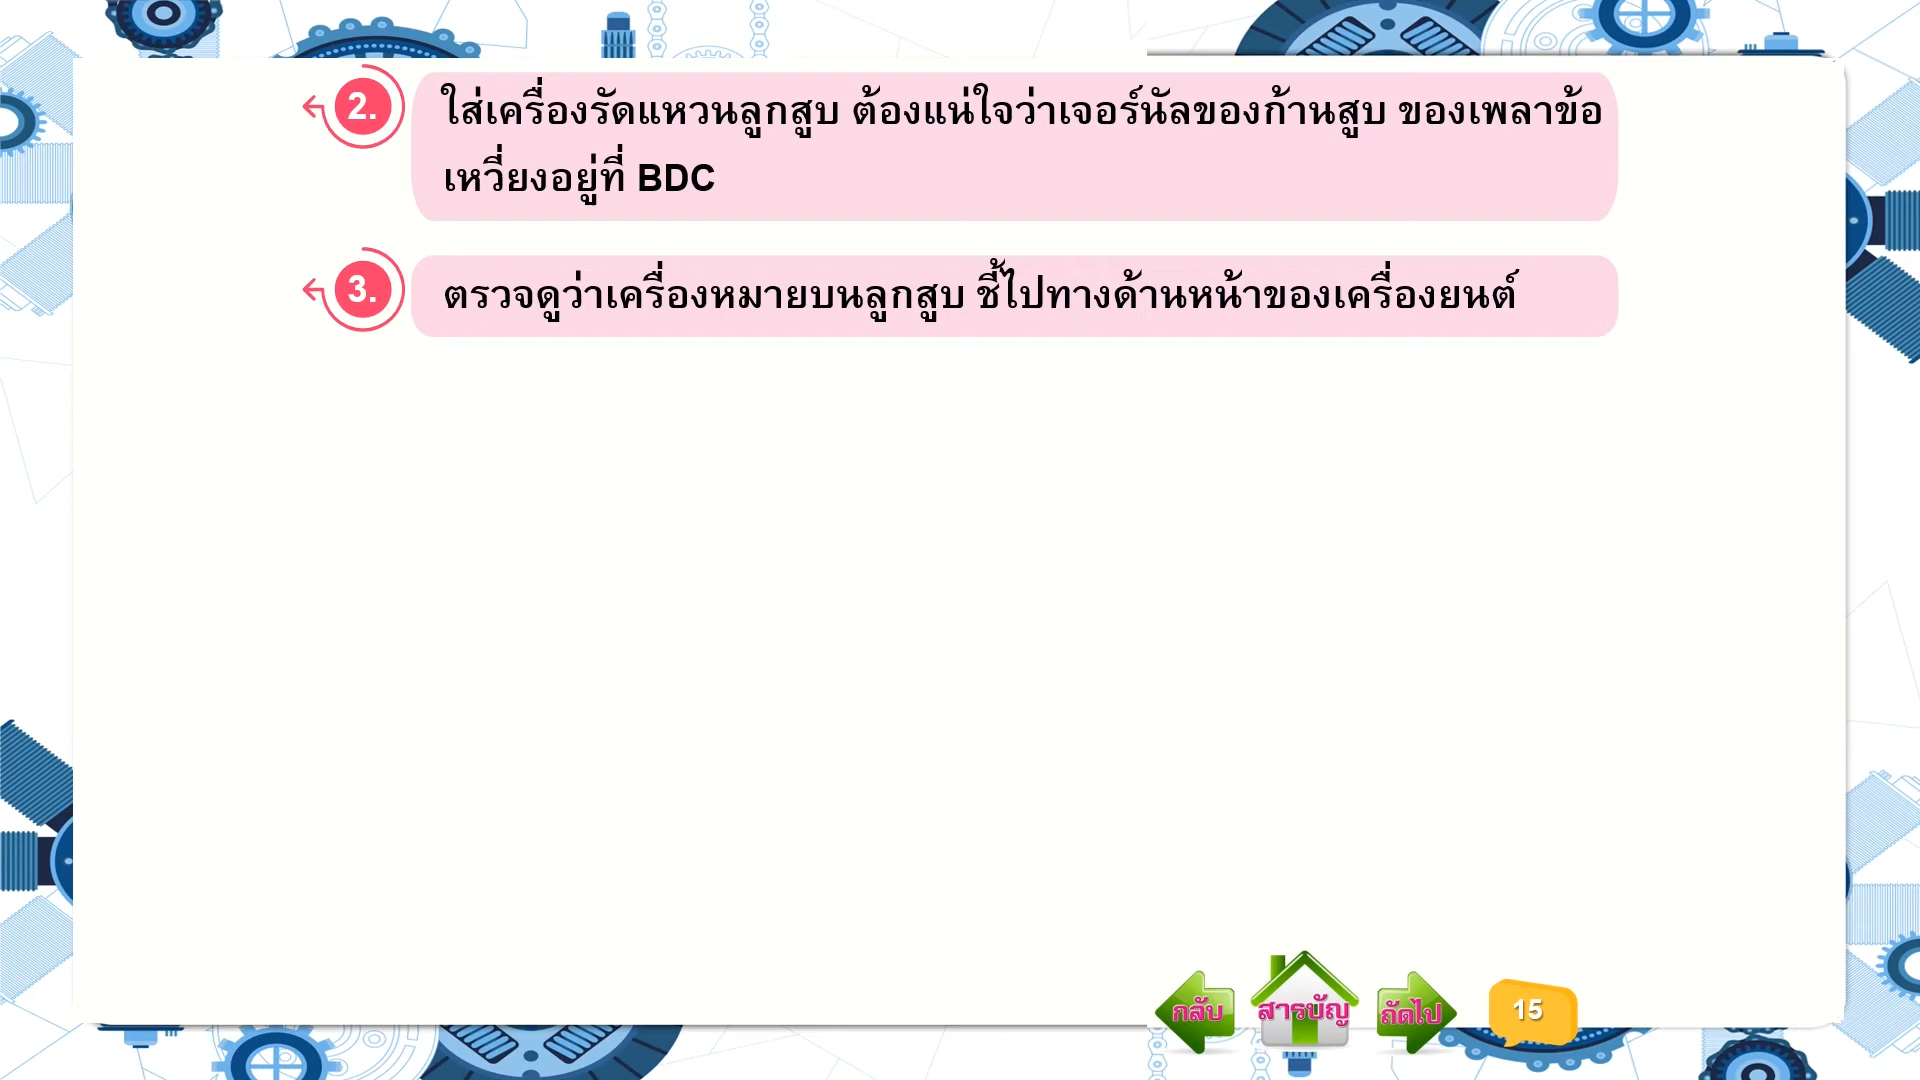 2.
ใส่เครื่องรัดแหวนลูกสูบ ต้องแน่ใจว่าเจอร์นัลของก้านสูบ ของเพลาข้อ
เหวี่ยงอยู่ที่ BDC
3.
ตรวจดูว่าเครื่องหมายบนลูกสูบ ชี้ไปทางด้านหน้าของเครื่องยนต์
กลับ
สารบัญ
ถัดไป
15